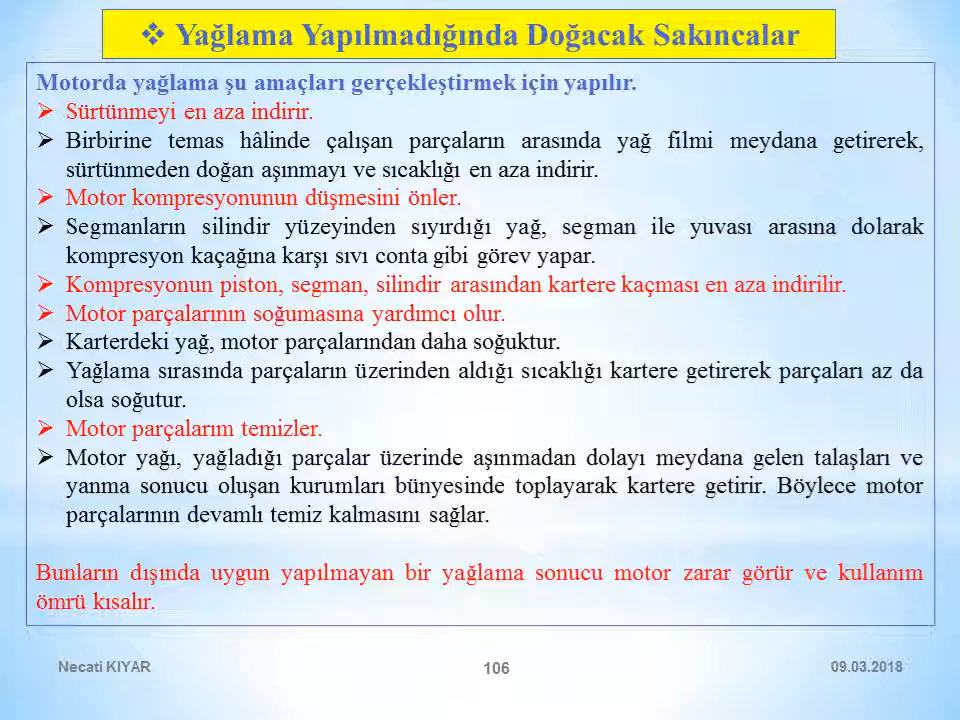 ❖ Yağlama Yapılmadığında Doğacak Sakıncalar
Motorda yağlama şu amaçları gerçekleştirmek için yapılır.
➢ Sürtünmeyi en aza indirir.
➢ Birbirine temas hâlinde çalışan parçaların arasında yağ filmi meydana getirerek,
sürtünmeden doğan aşınmayı ve sıcaklığı en aza indirir.
➢ Motor kompresyonunun düşmesini önler.
➢ Segmanların silindir yüzeyinden sıyırdığı yağ, segman ile yuvası arasına dolarak
kompresyon kaçağına karşı sıvı conta gibi görev yapar.
➢ Kompresyonun piston, segman, silindir arasından kartere kaçması en aza indirilir.
➢ Motor parçalarının soğumasına yardımcı olur.
➢ Karterdeki yağ, motor parçalarından daha soğuktur.
➢ Yağlama sırasında parçaların üzerinden aldığı sıcaklığı kartere getirerek parçaları az da
olsa soğutur.
➢ Motor parçalarım temizler.
➢ Motor yağı, yağladığı parçalar üzerinde aşınmadan dolayı meydana gelen talaşları ve
yanma sonucu oluşan kurumları bünyesinde toplayarak kartere getirir. Böylece motor
parçalarının devamlı temiz kalmasını sağlar.
Bunların dışında uygun yapılmayan bir yağlama sonucu motor zarar görür ve kullanım
ömrü kısalır.
Necati KIYAR
106
09.03.2018